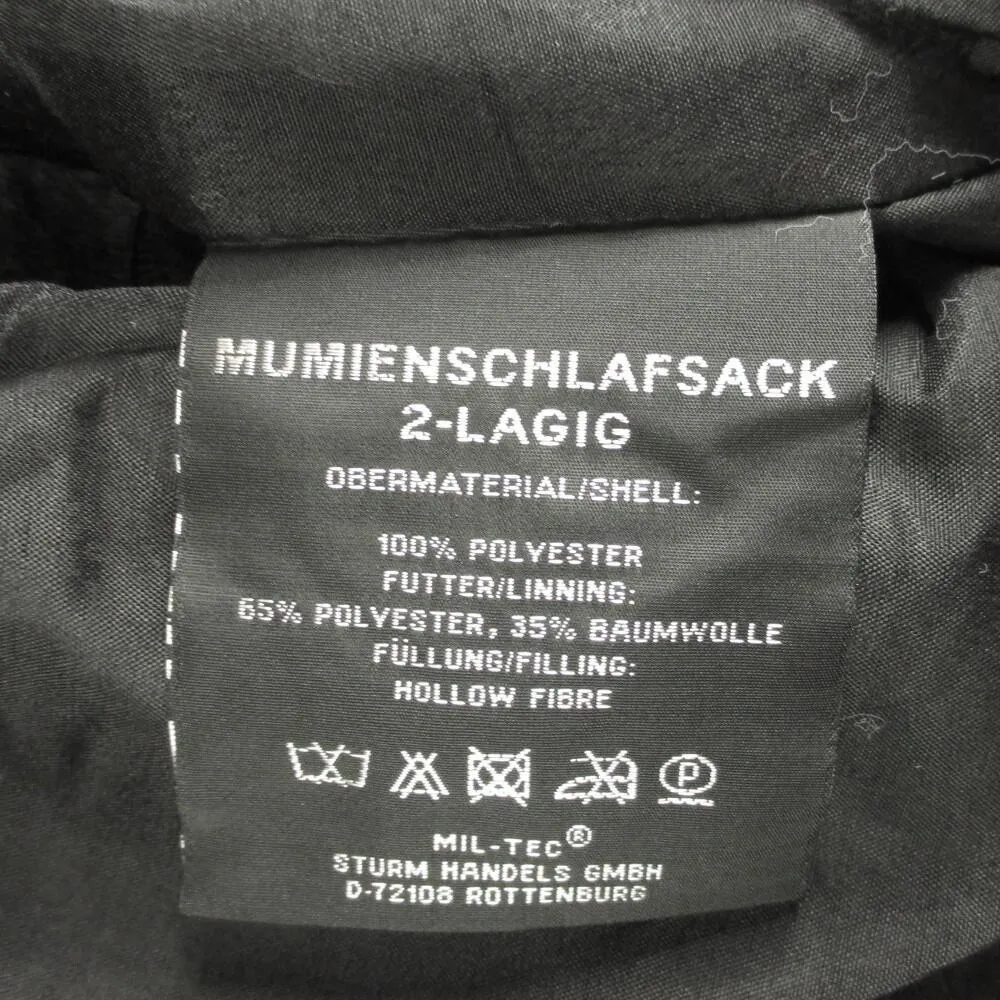 MUMIENSCHLAFSACK
2-LAGIG
OBERMATERIAL/SHELL:
100% POLYESTER
FUTTER/LINNING:
65% POLYESTER, 35% BAUMWOLLE
FÜLLUNG/FILLING:
HOLLOW FIBRE
P
MIL-TEC®
STURM HANDELS GMBH
D-72108 ROTTENBURG